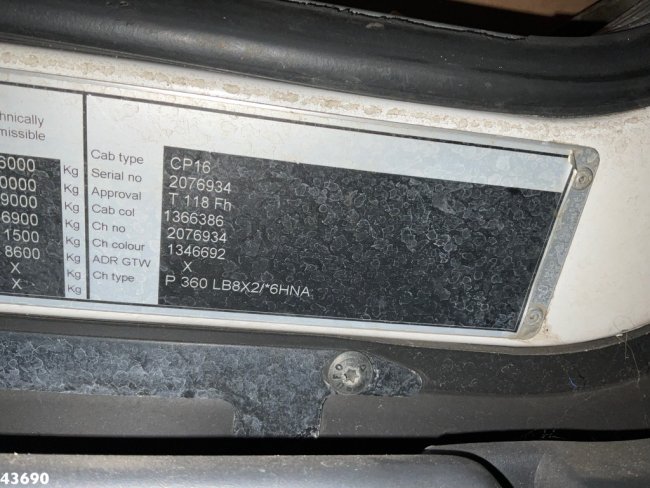 hnically
missible
6000 Kg
0000 Kg
9000 Kg
6900 Kg
1500 Kg
8600 Kg
X Kg
X Kg
Cab type CP16
Serial no 2076934
Approval T 118 Fh
Cab col 1366386
Ch no 2076934
Ch colour 1346692
ADR GTW X
Ch type P 360 LB8X2/*6HNA
43690